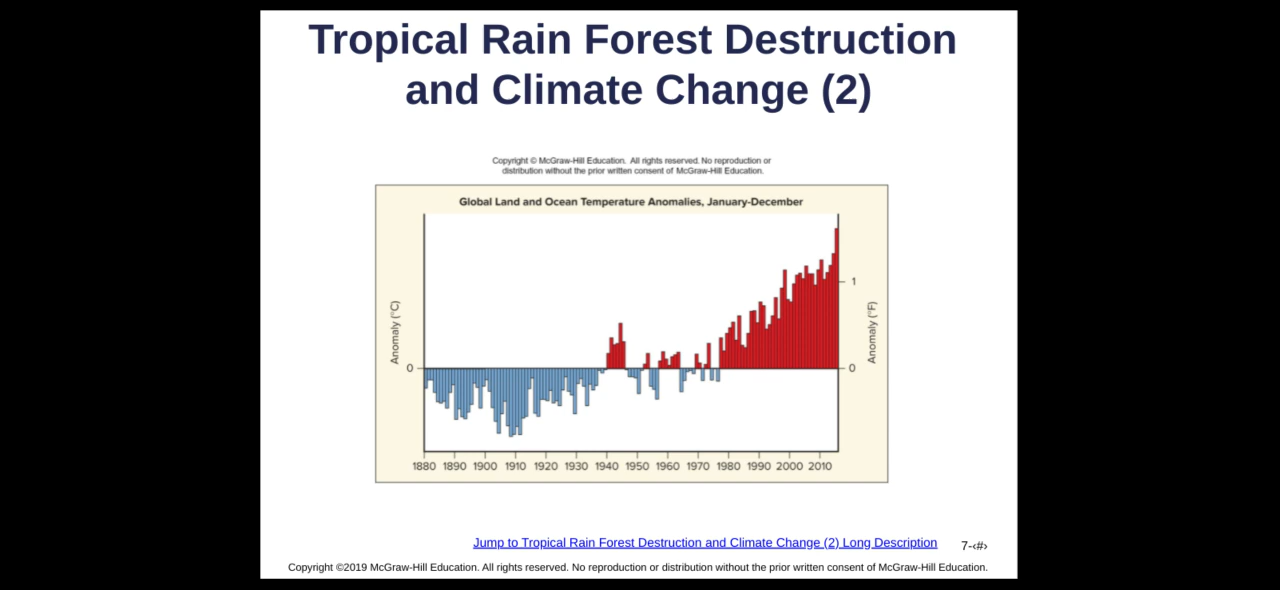 Tropical Rain Forest Destruction
and Climate Change (2)
Copyright © McGraw-Hill Education. All rights reserved. No reproduction or
distribution without the prior written consent of McGraw-Hill Education.
Global Land and Ocean Temperature Anomalies, January-December
Anomaly (°C)
0
1
0
Anomaly (°F)
1880 1890 1900 1910 1920 1930 1940 1950 1960 1970 1980 1990 2000 2010
Jump to Tropical Rain Forest Destruction and Climate Change (2) Long Description
7-‹#›
Copyright ©2019 McGraw-Hill Education. All rights reserved. No reproduction or distribution without the prior written consent of McGraw-Hill Education.